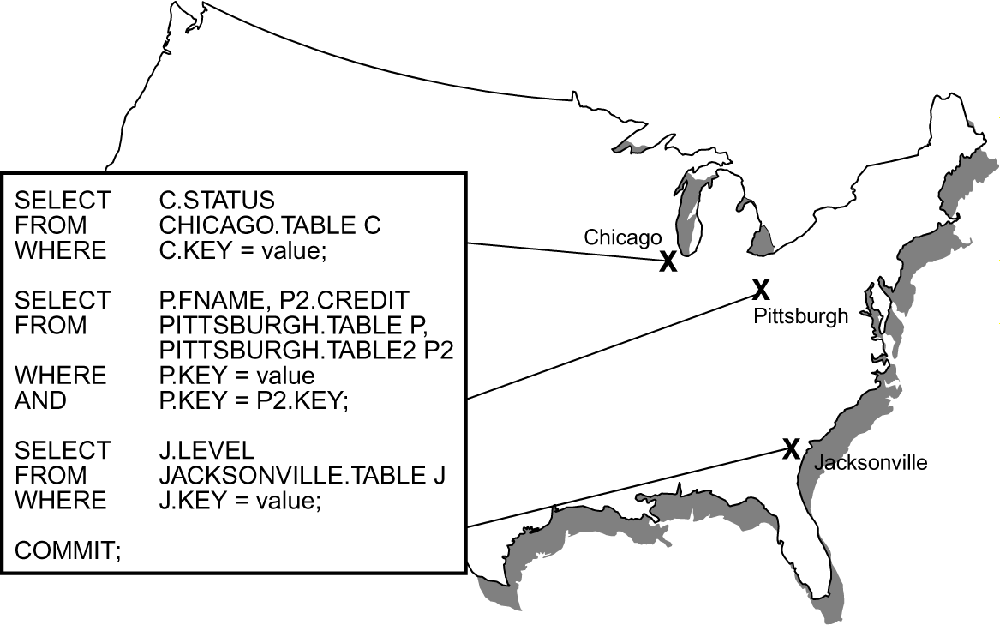 SELECT C.STATUS
FROM CHICAGO.TABLE C
WHERE C.KEY = value;
SELECT P.FNAME, P2.CREDIT
FROM PITTSBURGH.TABLE P,
PITTSBURGH.TABLE2 P2
WHERE P.KEY = value
AND P.KEY = P2.KEY;
SELECT J.LEVEL
FROM JACKSONVILLE.TABLE J
WHERE J.KEY = value;
COMMIT;
Chicago
X
X
Pittsburgh
X
Jacksonville